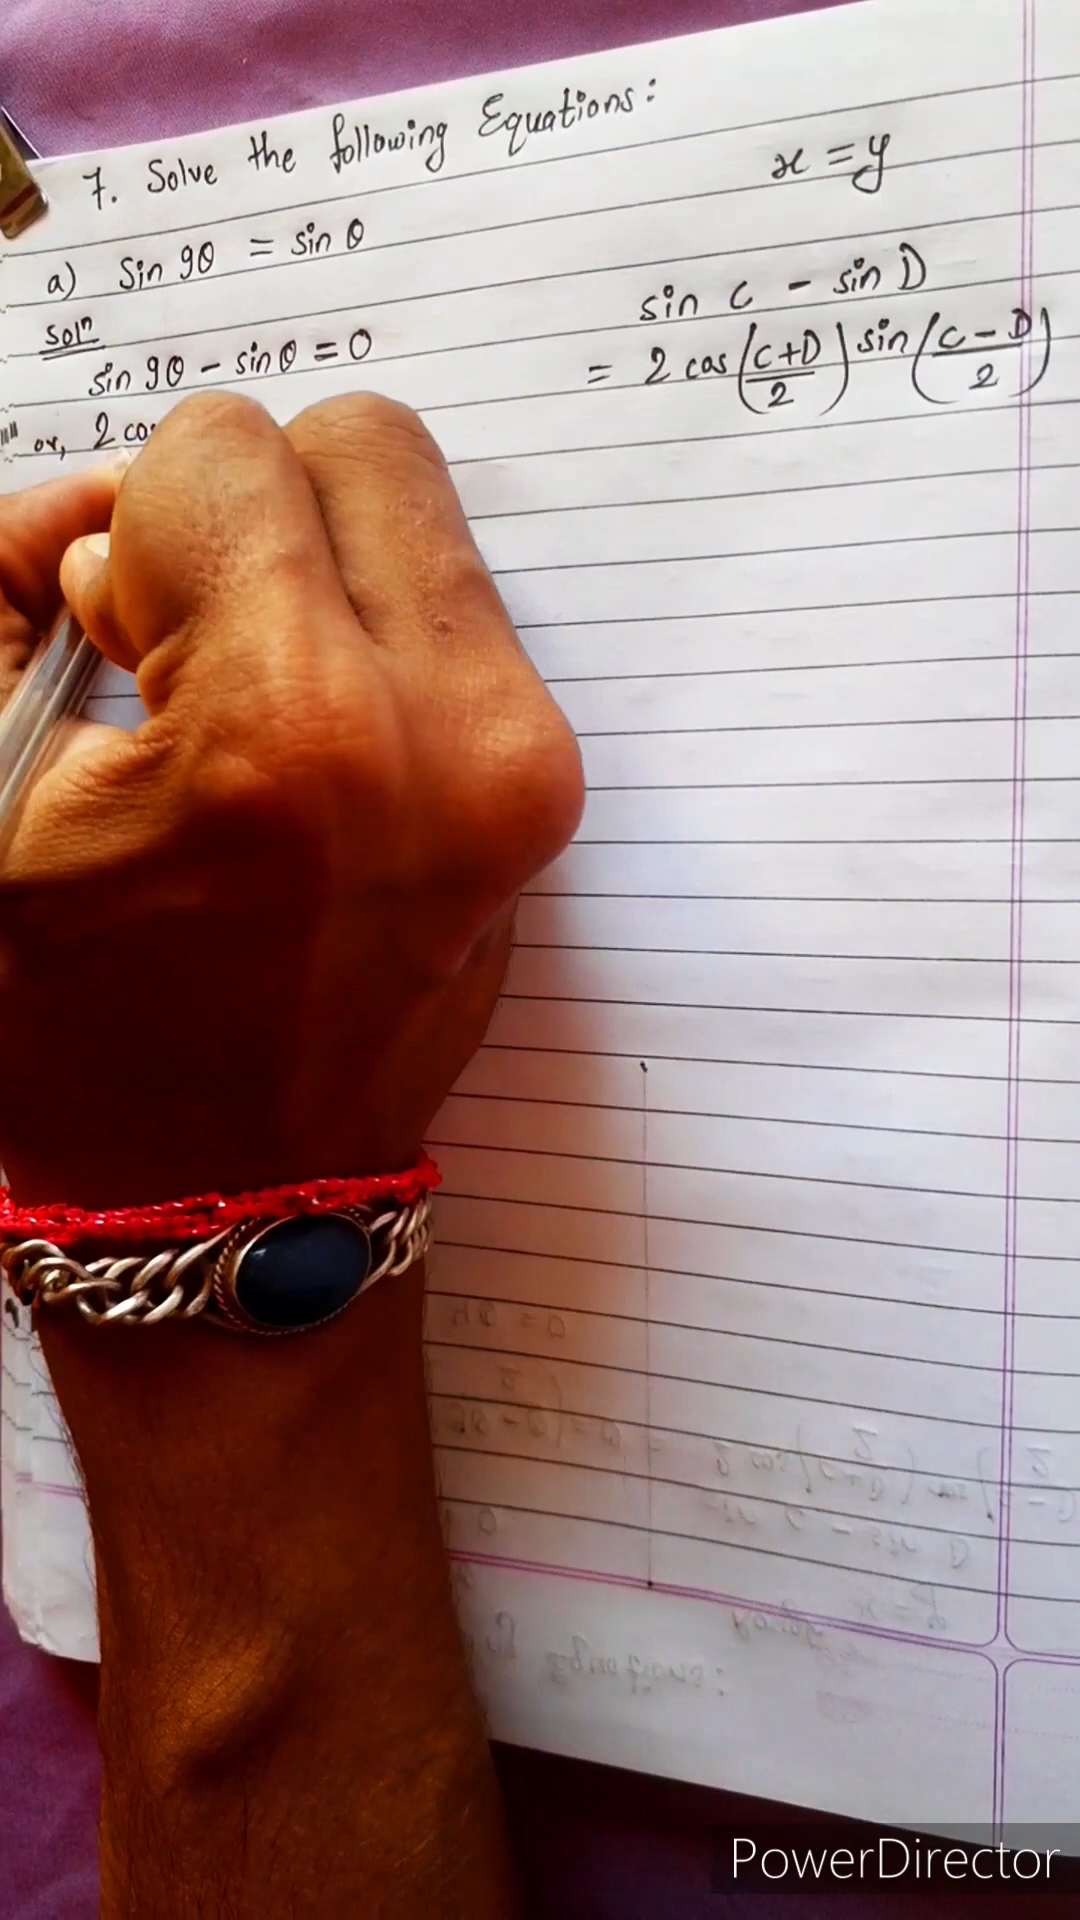 7. Solve the following Equations:
x = y
a) Sin 9θ = sin θ
Solⁿ
sin 9θ - sin θ = 0
or, 2 cos
sin C - sin D
= 2 cos (C+D/2) sin (C-D/2)
PowerDirector